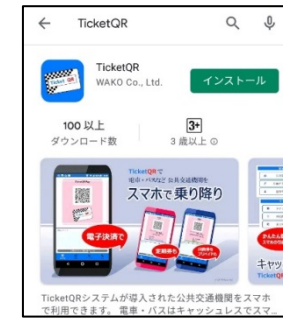 TicketQR
TicketQR
WAKO Co., Ltd.
インストール
100 以上
ダウンロード数
3+
3 歳以上
TicketQRで
電車・バスなど公共交通機関を
スマホで乗り降り
電子決済で
定期券も
キャッ
TicketQRシステムが導入された公共交通機関をスマホ
で利用できます。 電車・バスはキャッシュレスでスマ…